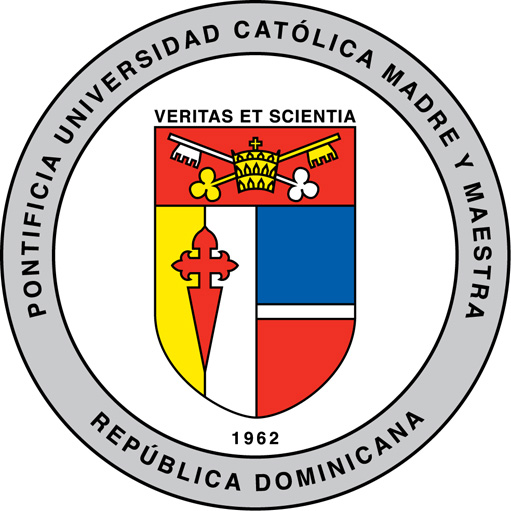 PONTIFICIA UNIVERSIDAD CATÓLICA MADRE Y MAESTRA
VERITAS ET SCIENTIA
1962
REPÚBLICA DOMINICANA